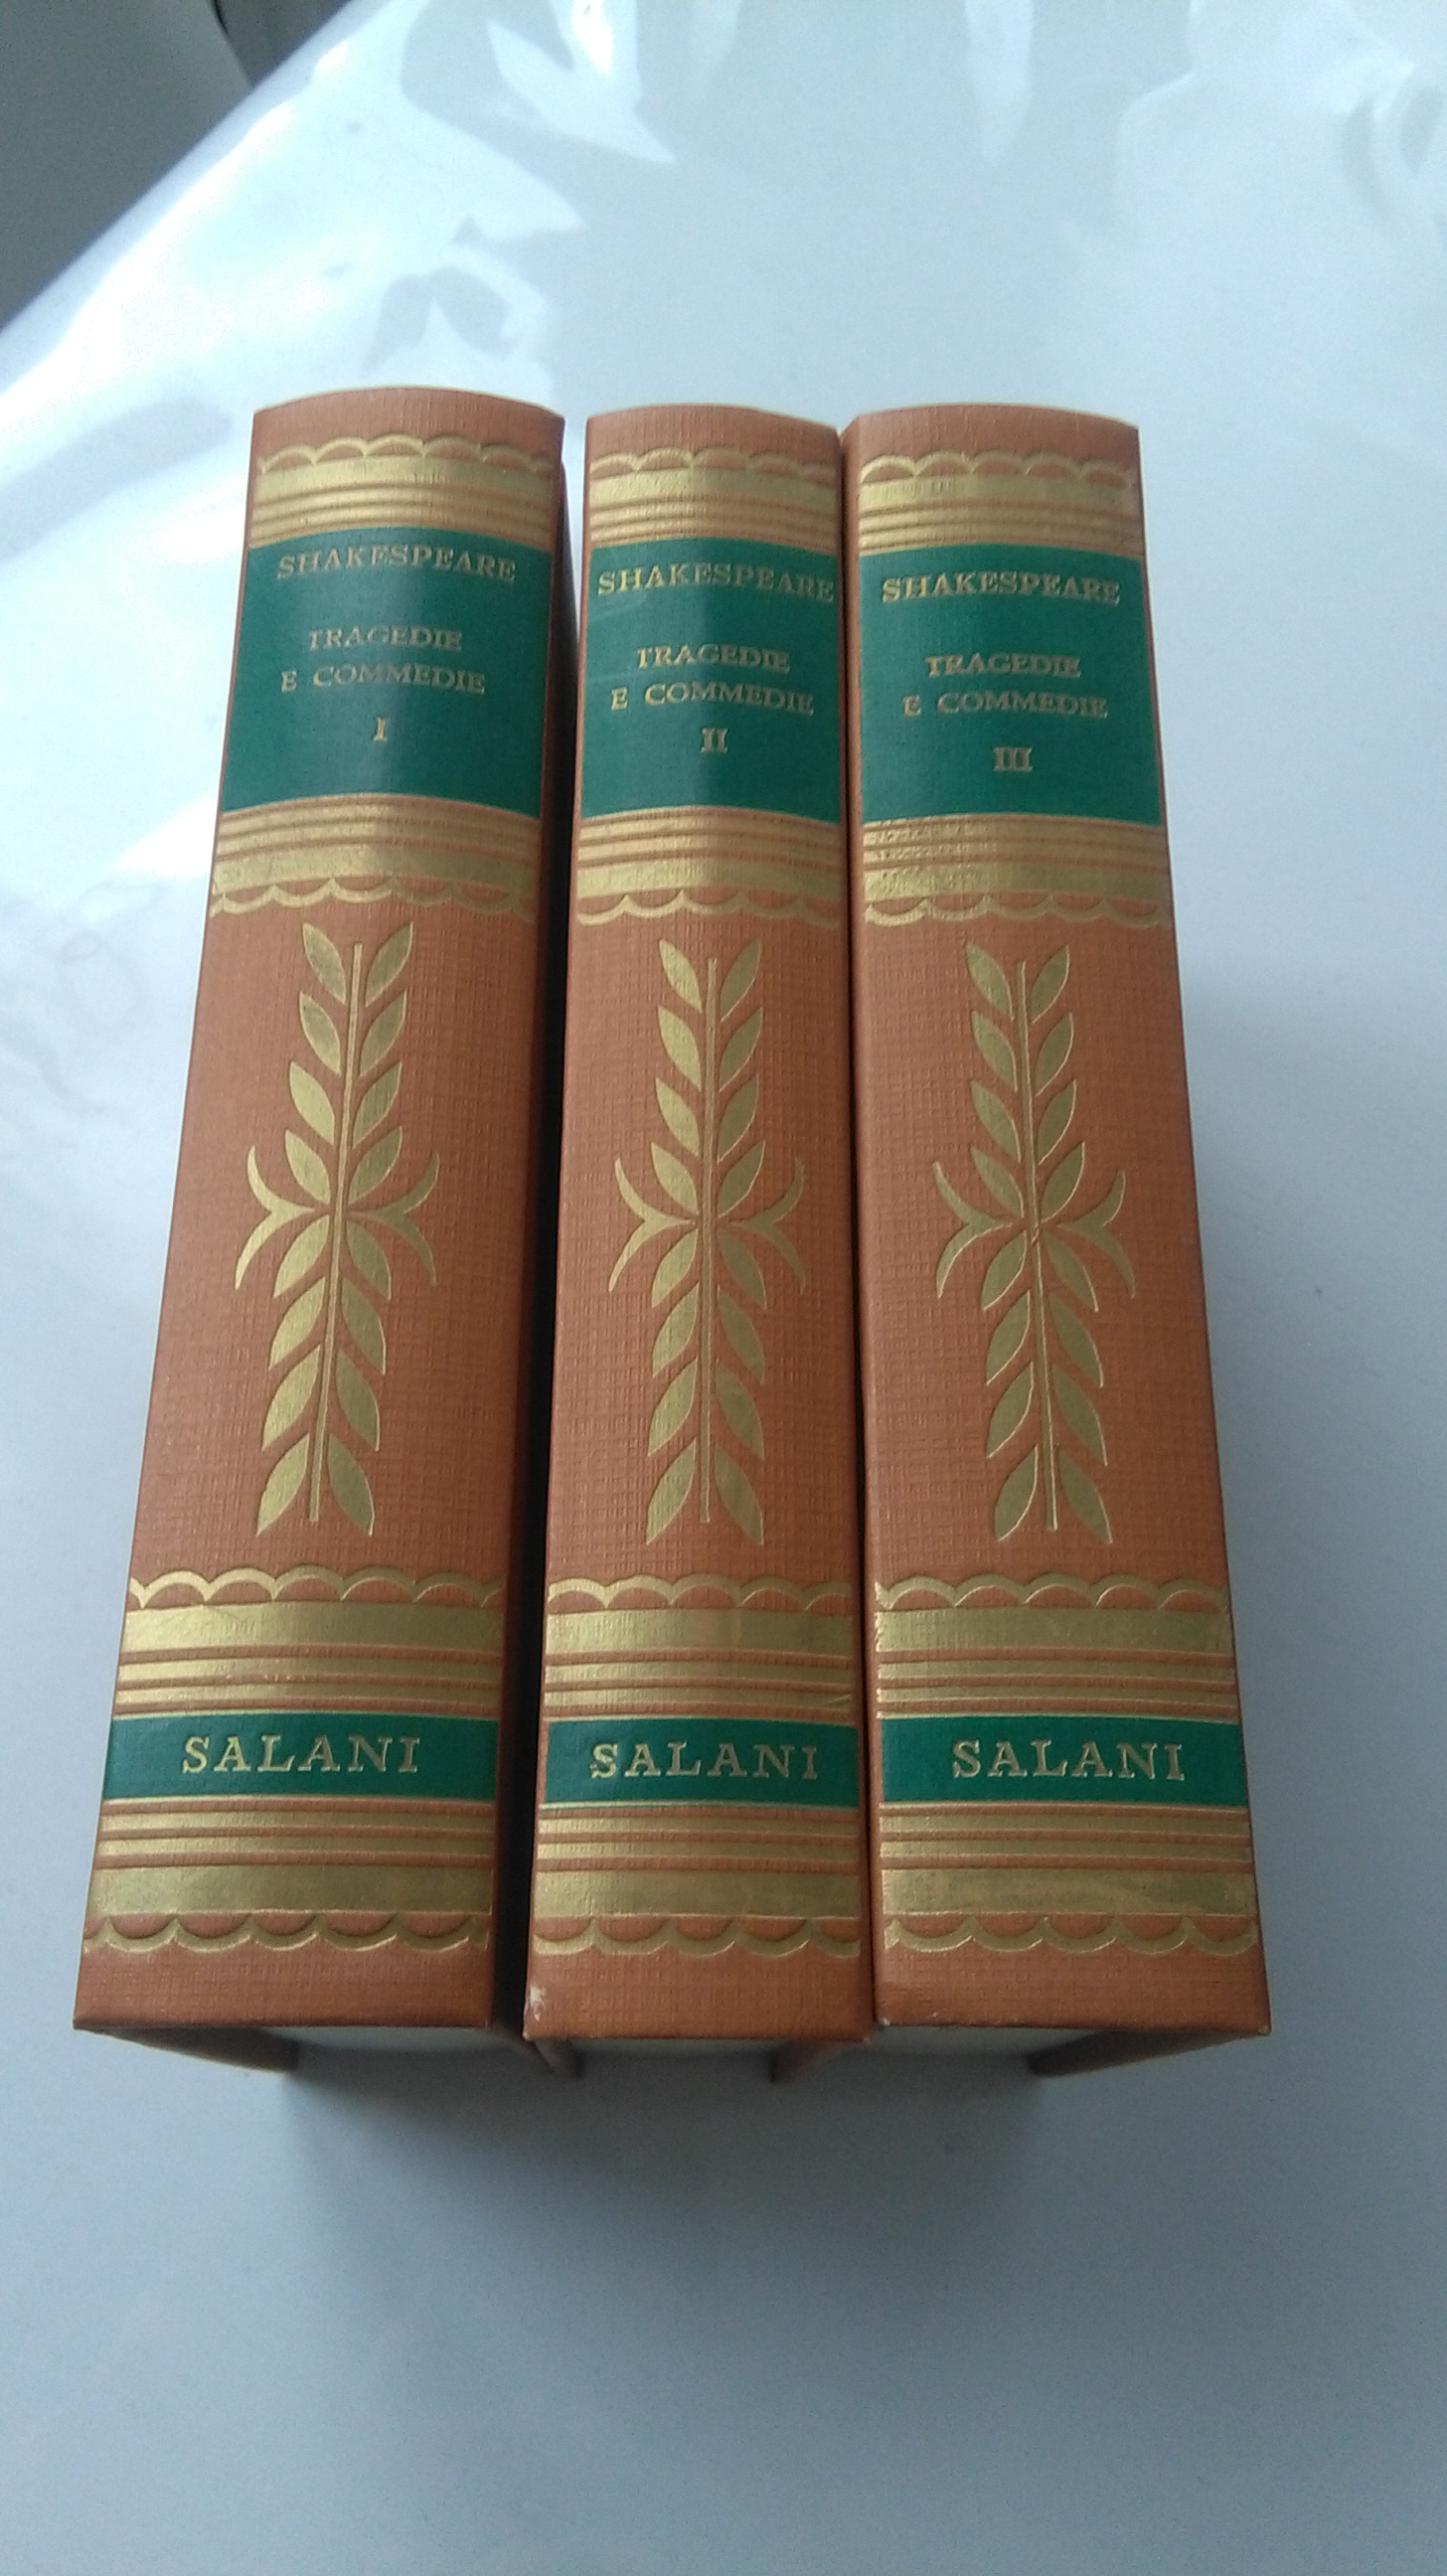 SHAKESPEARE
TRAGEDIE
E COMMEDIE
I
SALANI
SHAKESPEARE
TRAGEDIE
E COMMEDIE
II
SALANI
SHAKESPEARE
TRAGEDIE
E COMMEDIE
III
SALANI